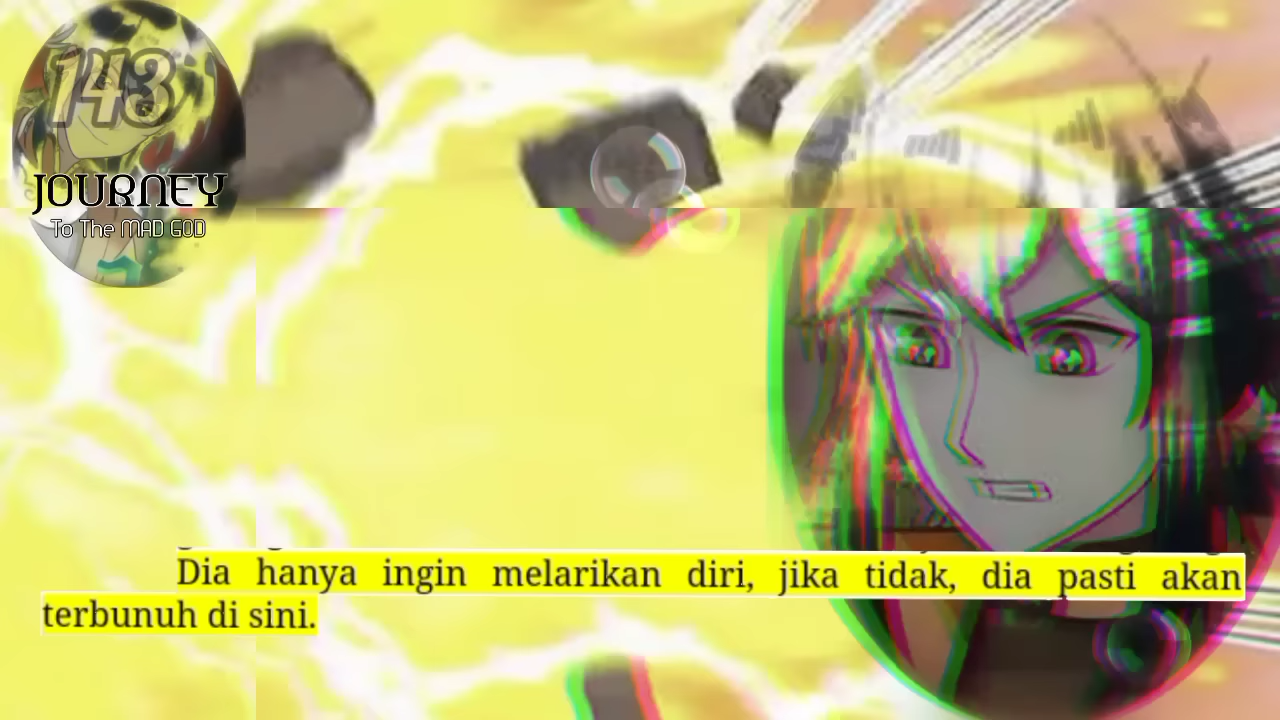 143
JOURNEY
To The MAD GOD
Dia hanya ingin melarikan diri, jika tidak, dia pasti akan
terbunuh di sini.